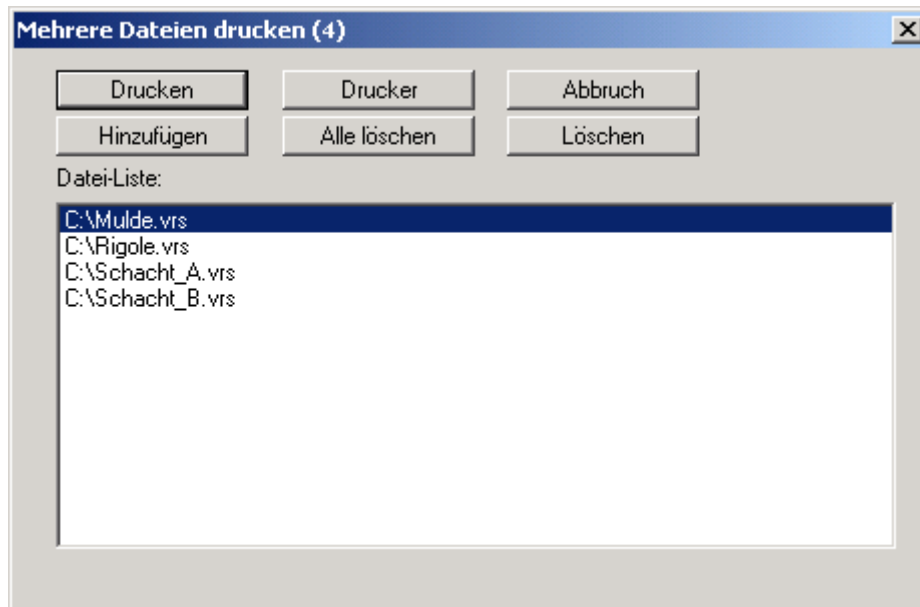 Mehrere Dateien drucken (4)
Drucken Drucker Abbruch
Hinzufügen Alle löschen Löschen
Datei-Liste:
C:\Mulde.vrs
C:\Rigole.vrs
C:\Schacht_A.vrs
C:\Schacht_B.vrs